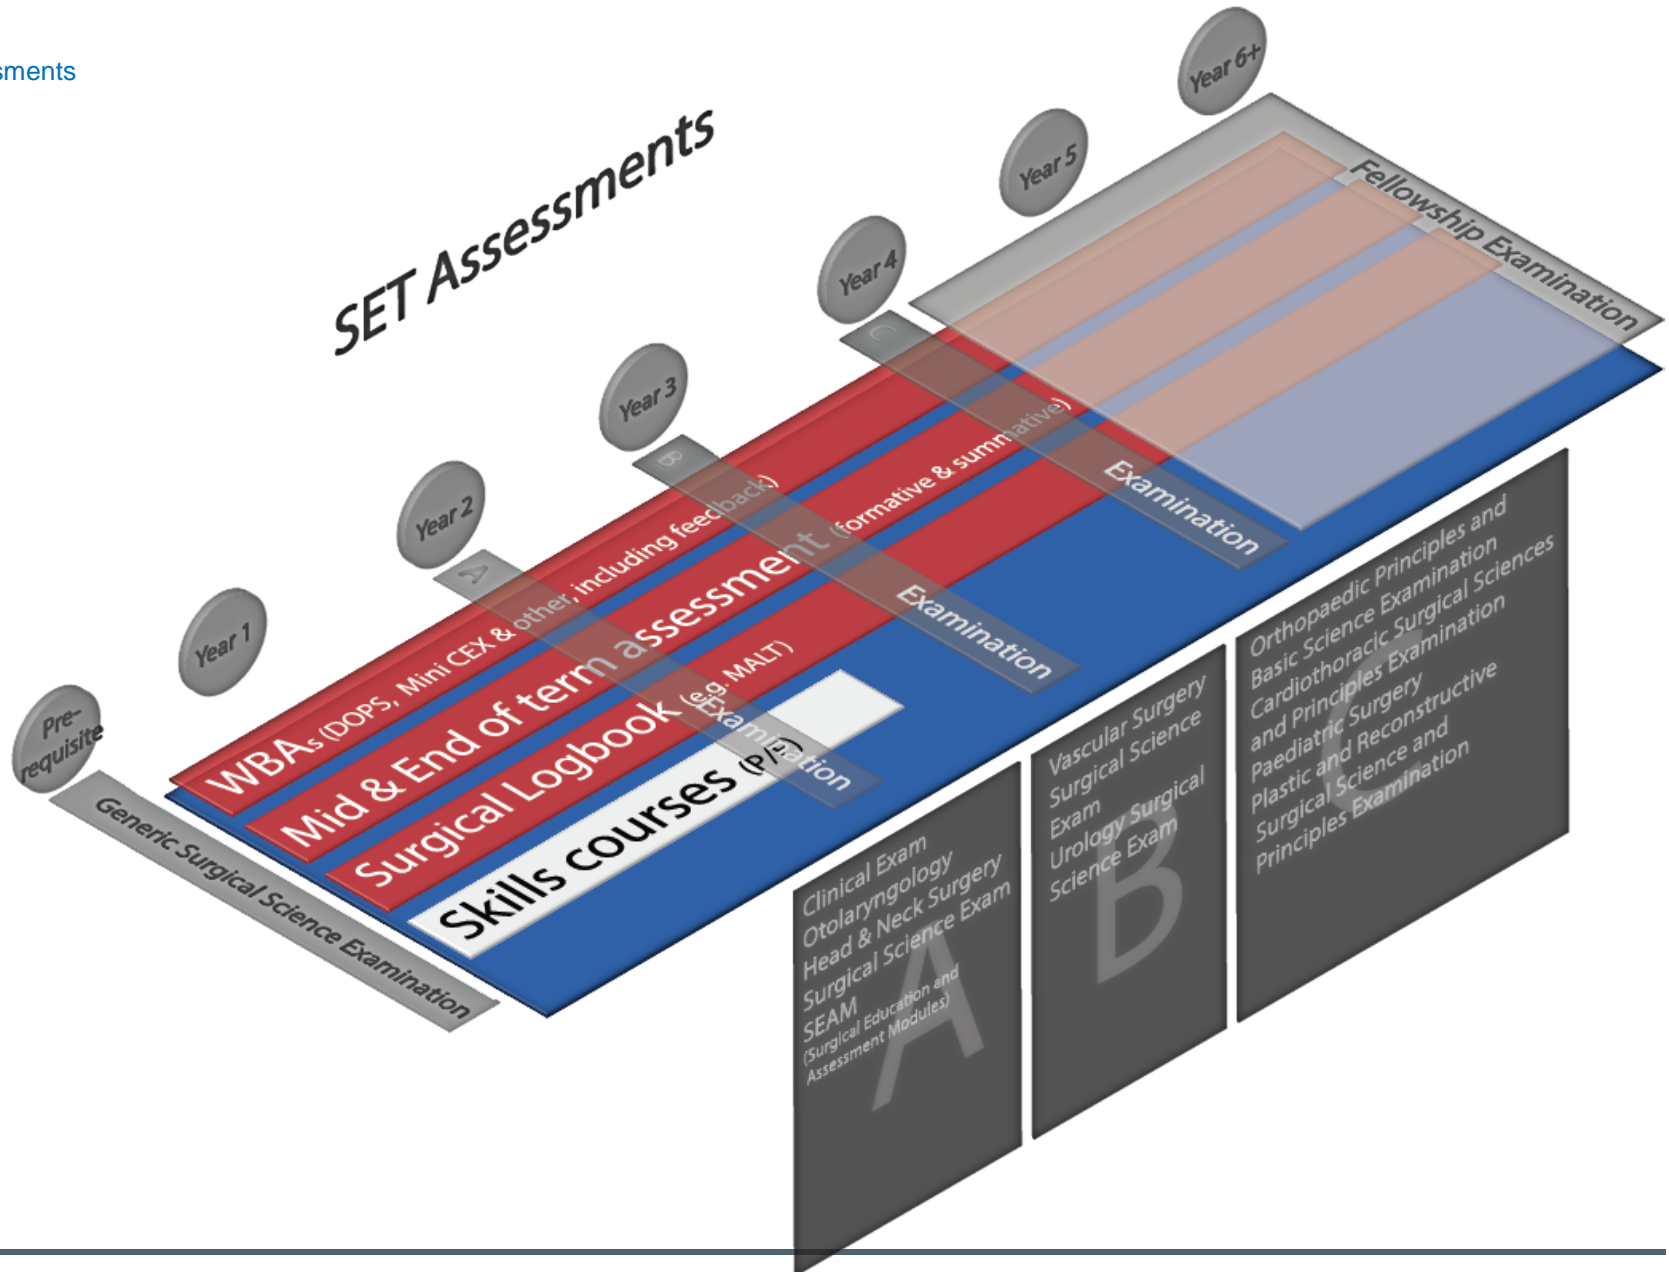 sments
SET Assessments
Pre-
requisite
Year 1
Year 2
Year 3
Year 4
Year 5
Year 6+
Generic Surgical Science Examination
WBAs (DOPS, Mini CEX & other, including feedback)
Mid & End of term assessment (formative & summative)
Surgical Logbook (e.g. MALT)
Skills courses
A
Examination
B
Examination
C
Examination
Fellowship Examination
A
Clinical Exam
Otolaryngology
Head & Neck Surgery
Surgical Science Exam
SEAM
(Surgical Education and
Assessment Modules)
B
Vascular Surgery
Surgical Science
Exam
Urology Surgical
Science Exam
C
Orthopaedic Principles and
Basic Science Examination
Cardiothoracic Surgical Sciences
and Principles Examination
Paediatric Surgery
Plastic and Reconstructive
Surgical Science and
Principles Examination